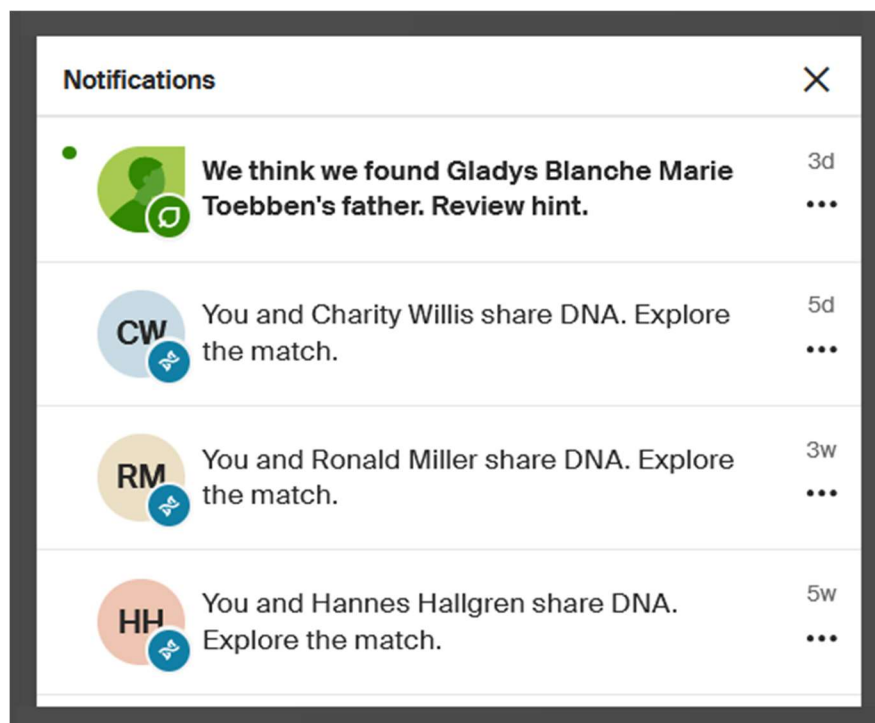 Notifications
We think we found Gladys Blanche Marie
Toebben's father. Review hint.
3d
CW
You and Charity Willis share DNA. Explore
the match.
5d
RM
You and Ronald Miller share DNA. Explore
the match.
3w
HH
You and Hannes Hallgren share DNA.
Explore the match.
5w